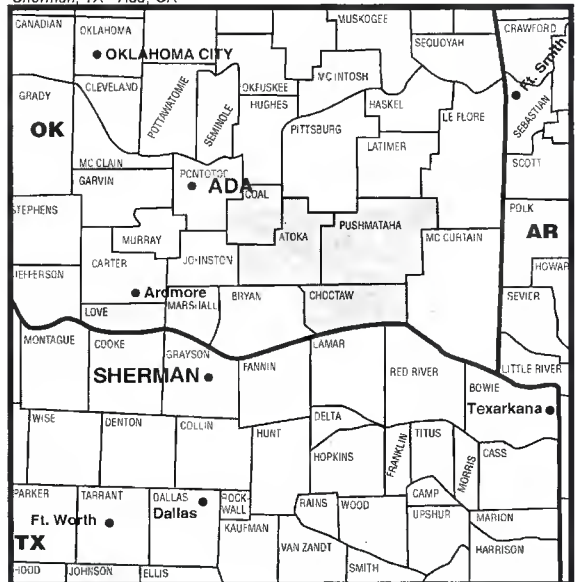 Sherman, TX - Ada, OK
CANADIAN
OKLAHOMA
MUSKOGEE
CRAWFORD
SEQUOYAH
OKLAHOMA CITY
Ft. Smith
MC INTOSH
CLEVELAND
GRADY
POTTAWATOMIE
SEMINOLE
OKFUSKEE
HUGHES
HASKEL
SEBASTIAN
LE FLORE
OK
PITTSBURG
LATIMER
MC CLAIN
SCOTT
GARVIN
PONTOTOC
ADA
COAL
STEPHENS
POLK
PUSHMATAHA
MURRAY
ATOKA
MC CURTAIN
AR
JOHNSTON
CARTER
JEFFERSON
HOWAR
Ardmore
BRYAN
CHOCTAW
SEVIER
MARSHALL
LOVE
MONTAGUE
COOKE
LAMAR
GRAYSON
FANNIN
LITTLE RIVER
SHERMAN
RED RIVER
BOWIE
Texarkana
WISE
DENTON
COLLIN
DELTA
HUNT
TITUS
FRANKLIN
MORRIS
CASS
HOPKINS
PARKER
TARRANT
DALLAS
ROCK-
WALL
RAINS
WOOD
CAMP
Dallas
UPSHUR
MARION
Ft. Worth
KAUFMAN
TX
VAN ZANDT
HARRISON
HOOD
JOHNSON
ELLIS
SMITH